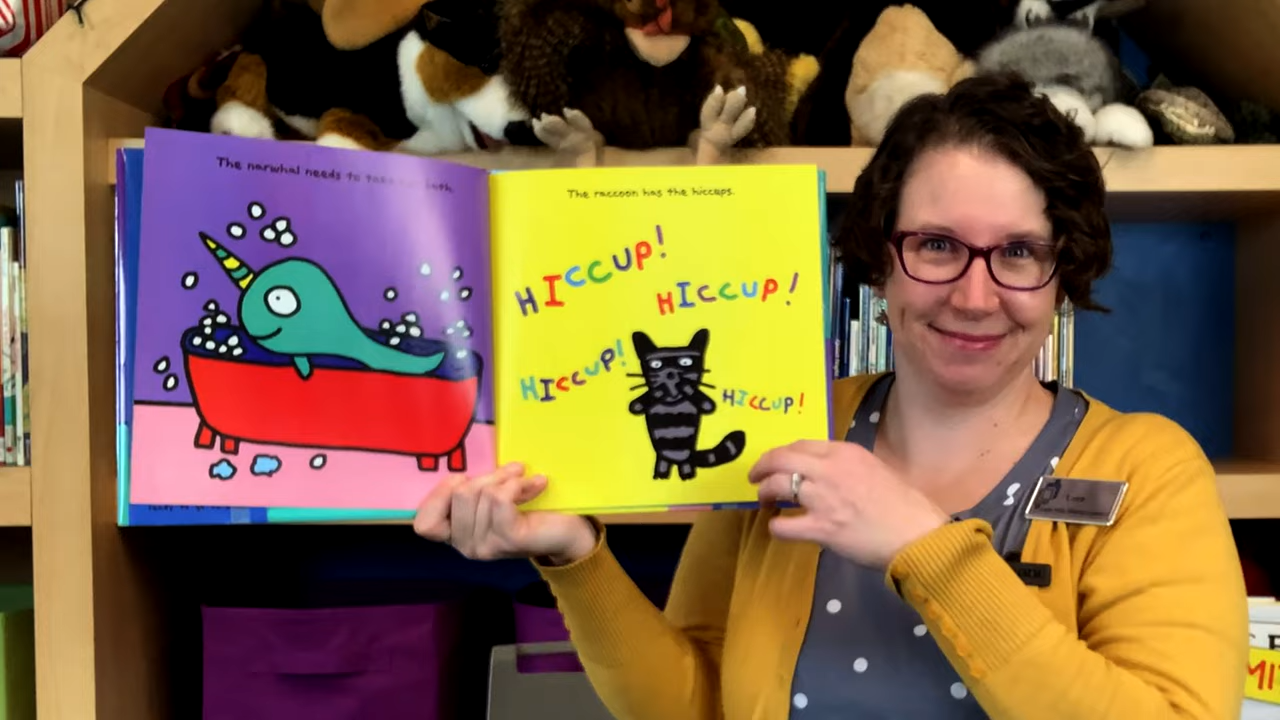 The narwhal needs to take a bath.
The raccoon has the hiccups.
HICCUP!
HICCUP!
HICCUP!
HICCUP!